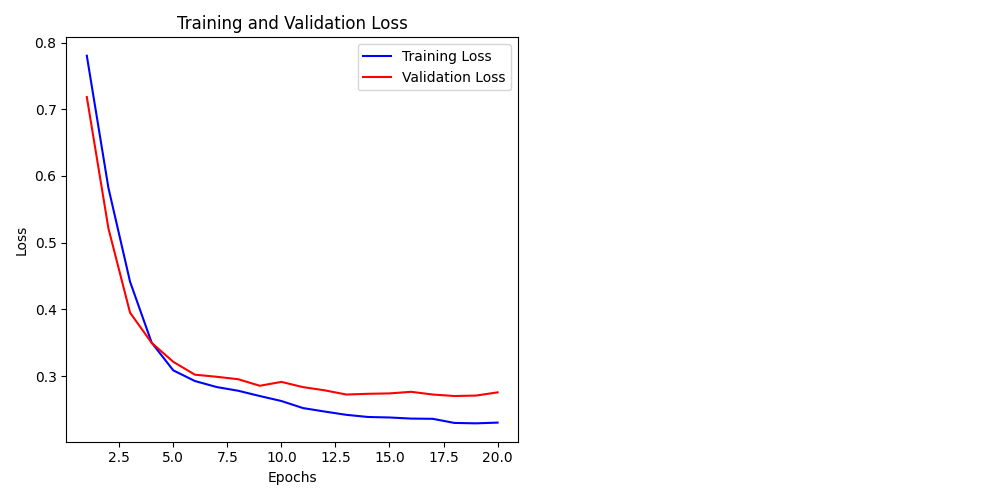 Training and Validation Loss
Training Loss
Validation Loss
0.8
0.7
0.6
0.5
0.4
0.3
Loss
2.5 5.0 7.5 10.0 12.5 15.0 17.5 20.0
Epochs